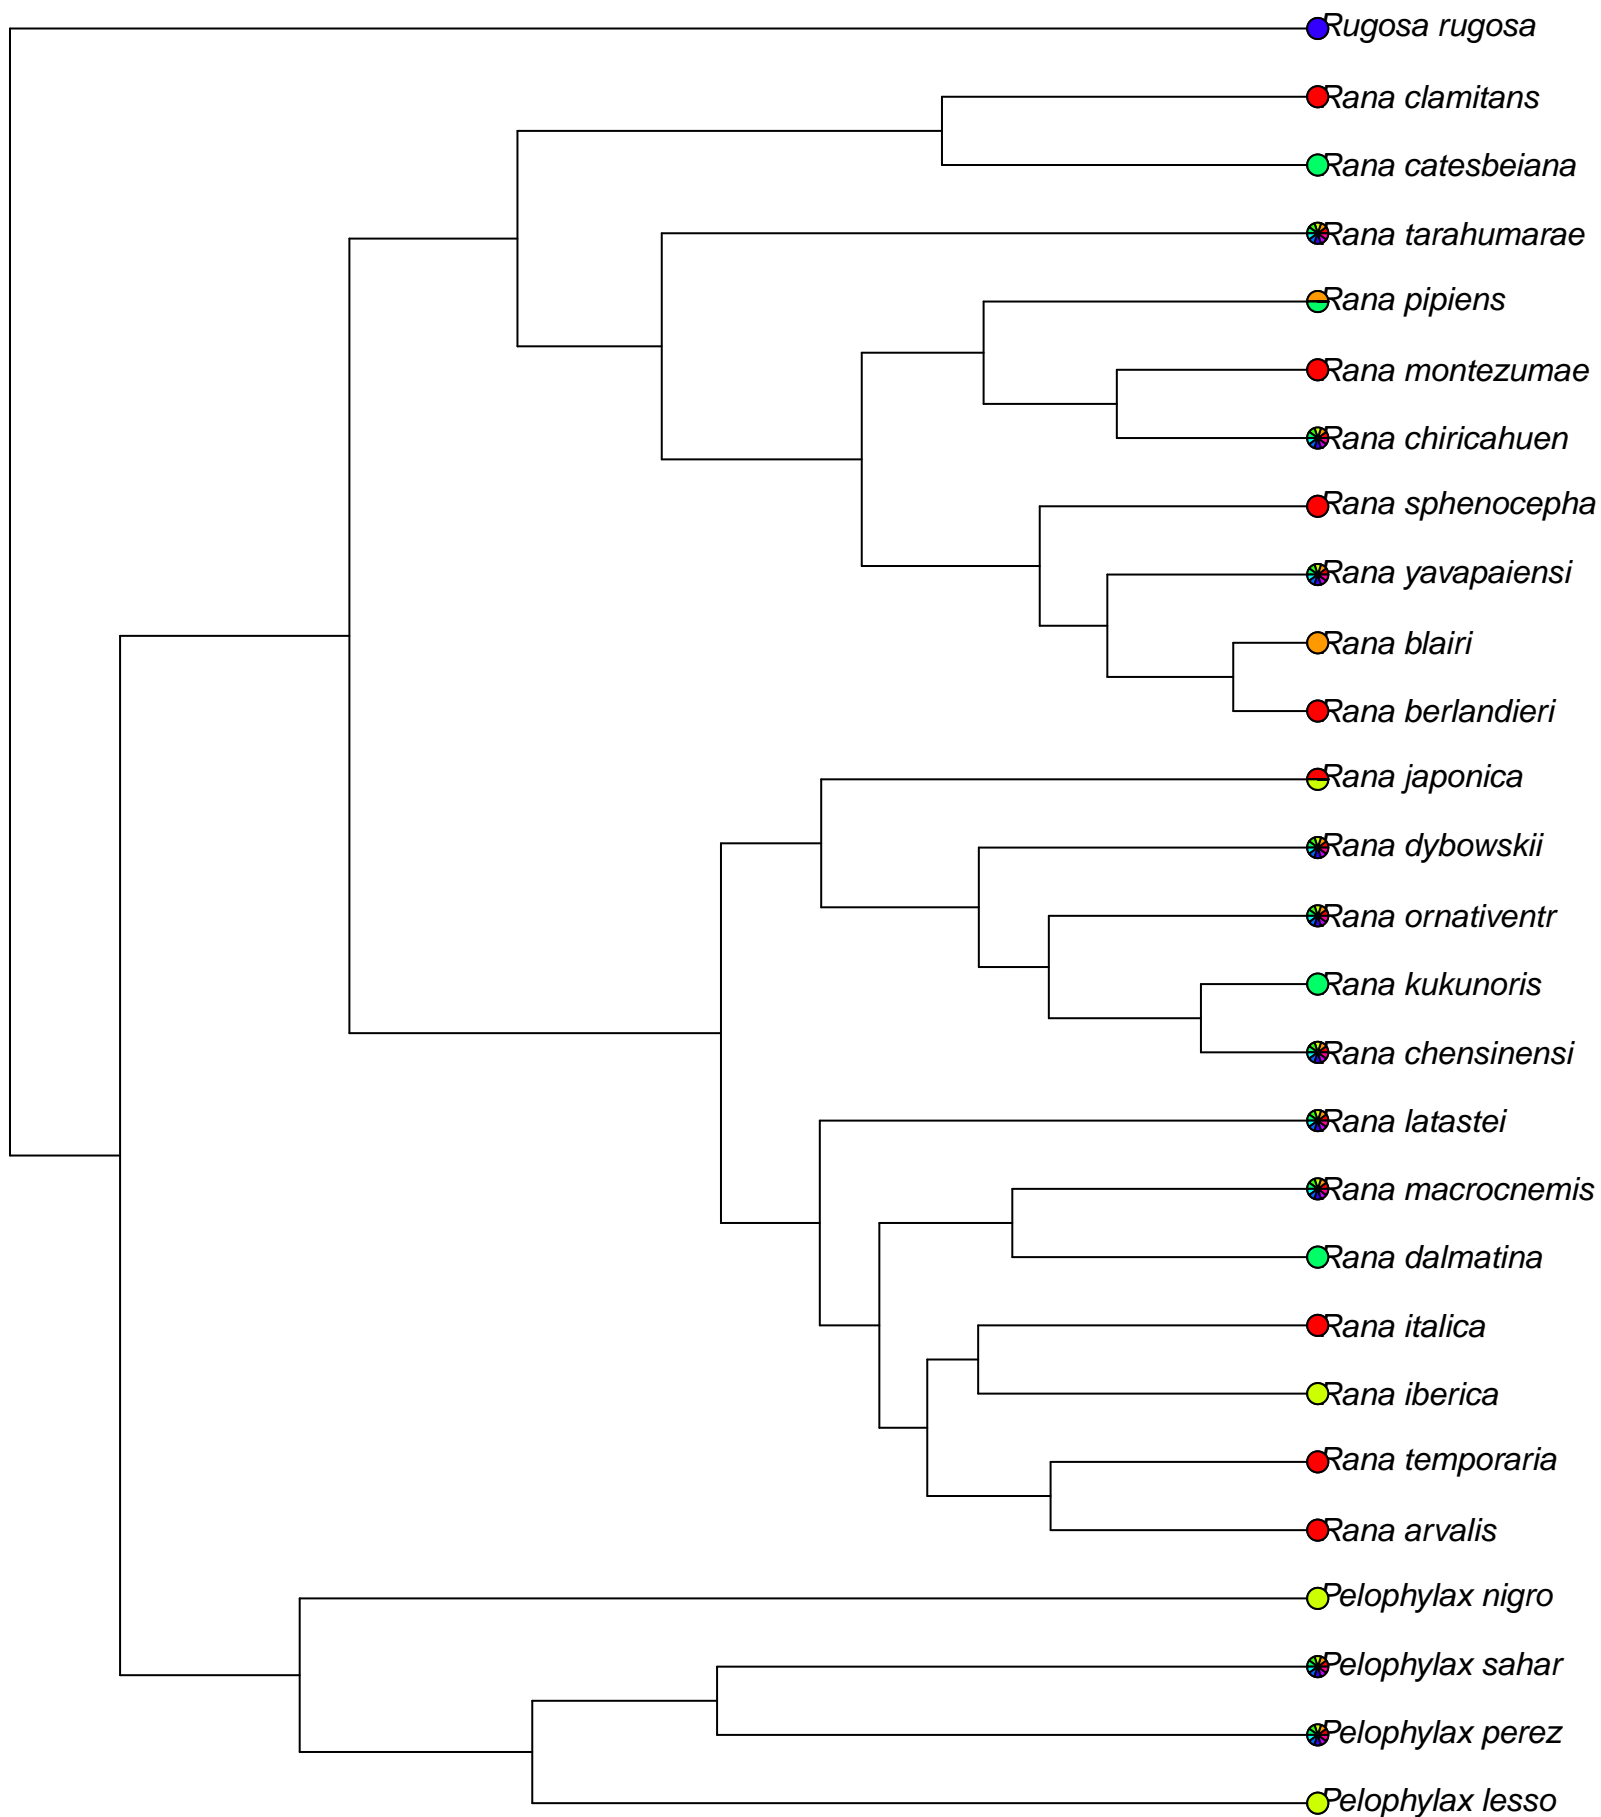 Rugosa rugosa
Rana clamitans
Rana catesbeiana
Rana tarahumarae
Rana pipiens
Rana montezumae
Rana chiricahuen
Rana sphenocepha
Rana yavapaiensi
Rana blairi
Rana berlandieri
Rana japonica
Rana dybowskii
Rana ornativentr
Rana kukunoris
Rana chensinensi
Rana latastei
Rana macrocnemis
Rana dalmatina
Rana italica
Rana iberica
Rana temporaria
Rana arvalis
Pelophylax nigro
Pelophylax sahar
Pelophylax perez
Pelophylax lesso